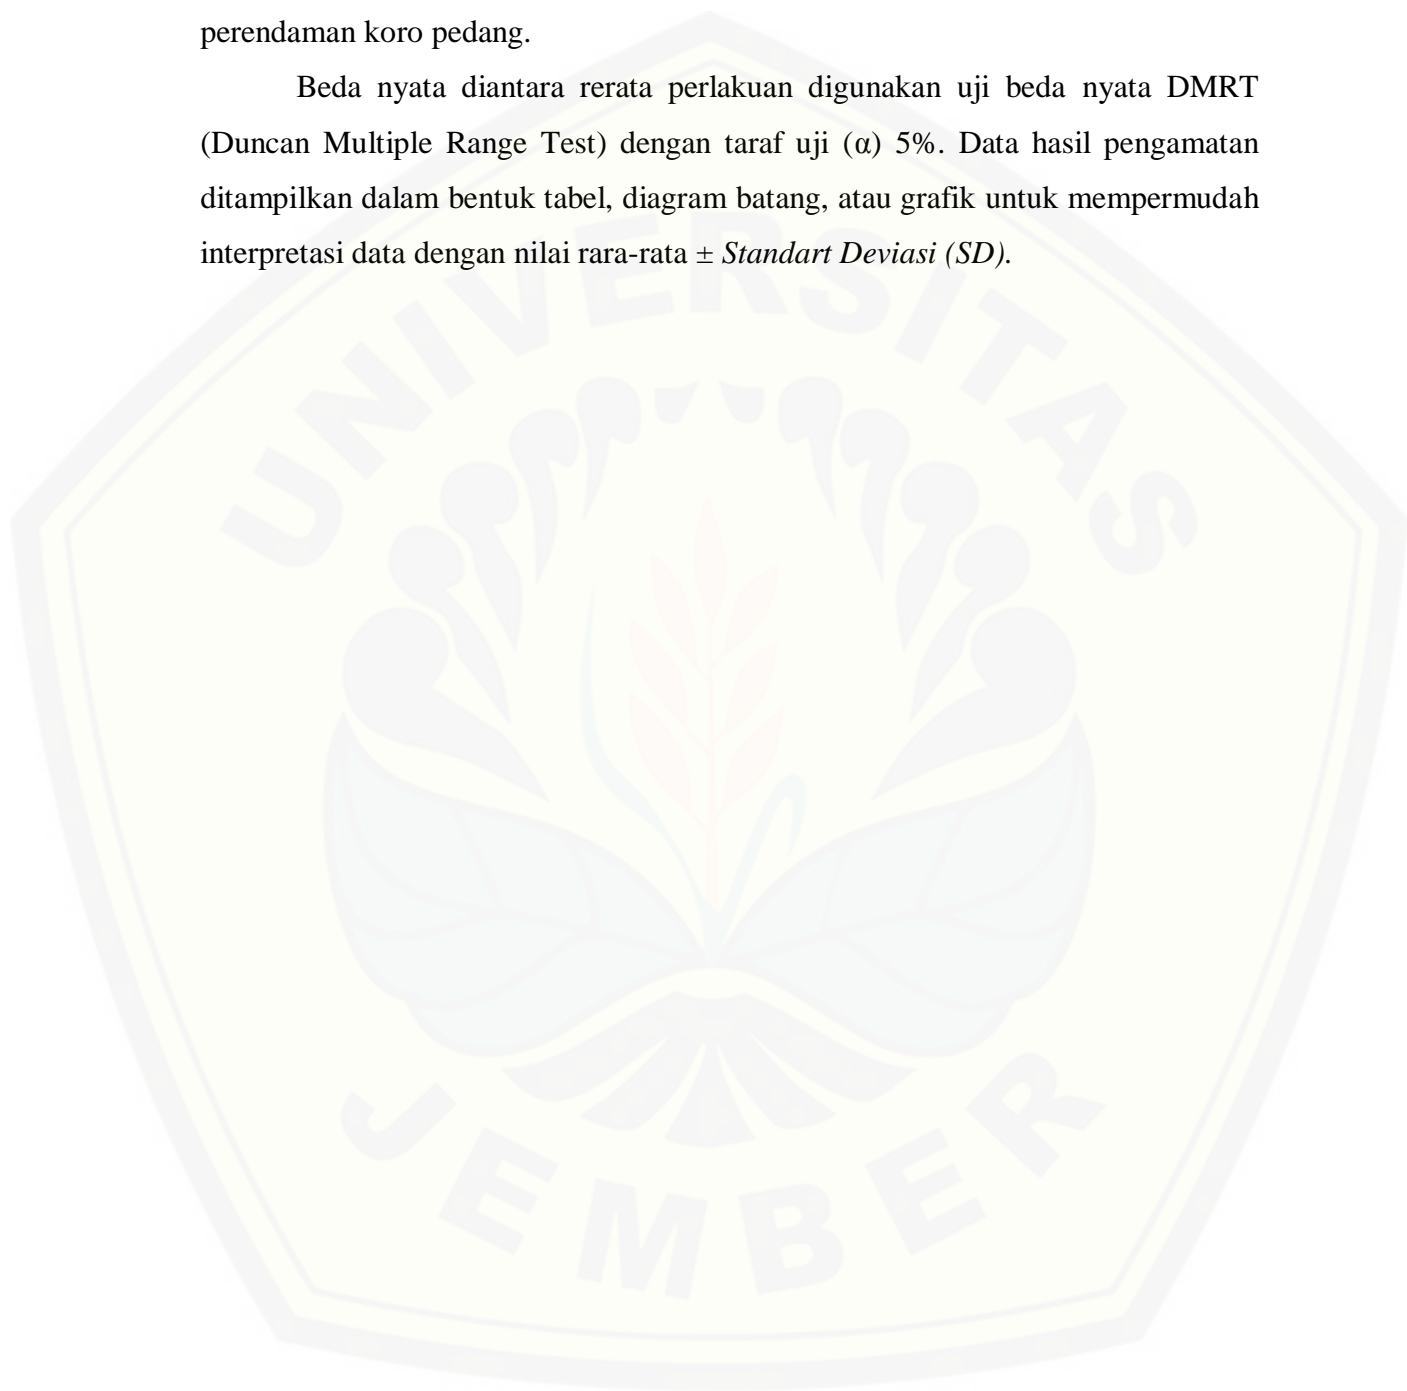 perendaman koro pedang.
Beda nyata diantara rerata perlakuan digunakan uji beda nyata DMRT
(Duncan Multiple Range Test) dengan taraf uji (α) 5%. Data hasil pengamatan
ditampilkan dalam bentuk tabel, diagram batang, atau grafik untuk mempermudah
interpretasi data dengan nilai rara-rata ± Standart Deviasi (SD).
UNIVERSITAS
JEMBER